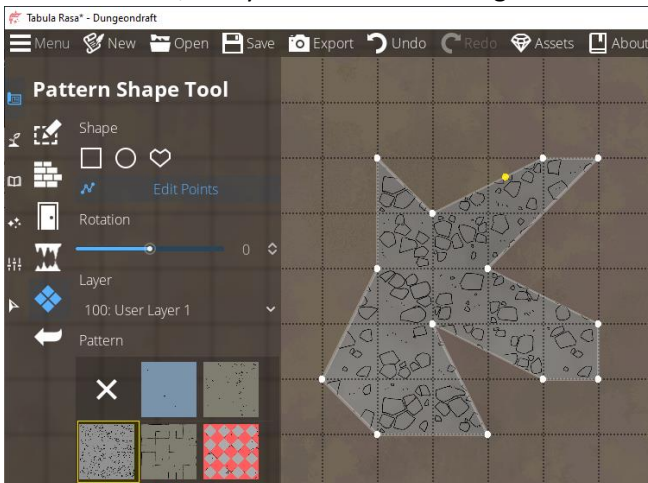 Tabula Rasa* - Dungeondraft
Menu New Open Save Export Undo Redo Assets About
Pattern Shape Tool
Shape
Edit Points
Rotation
0
Layer
100: User Layer 1
Pattern